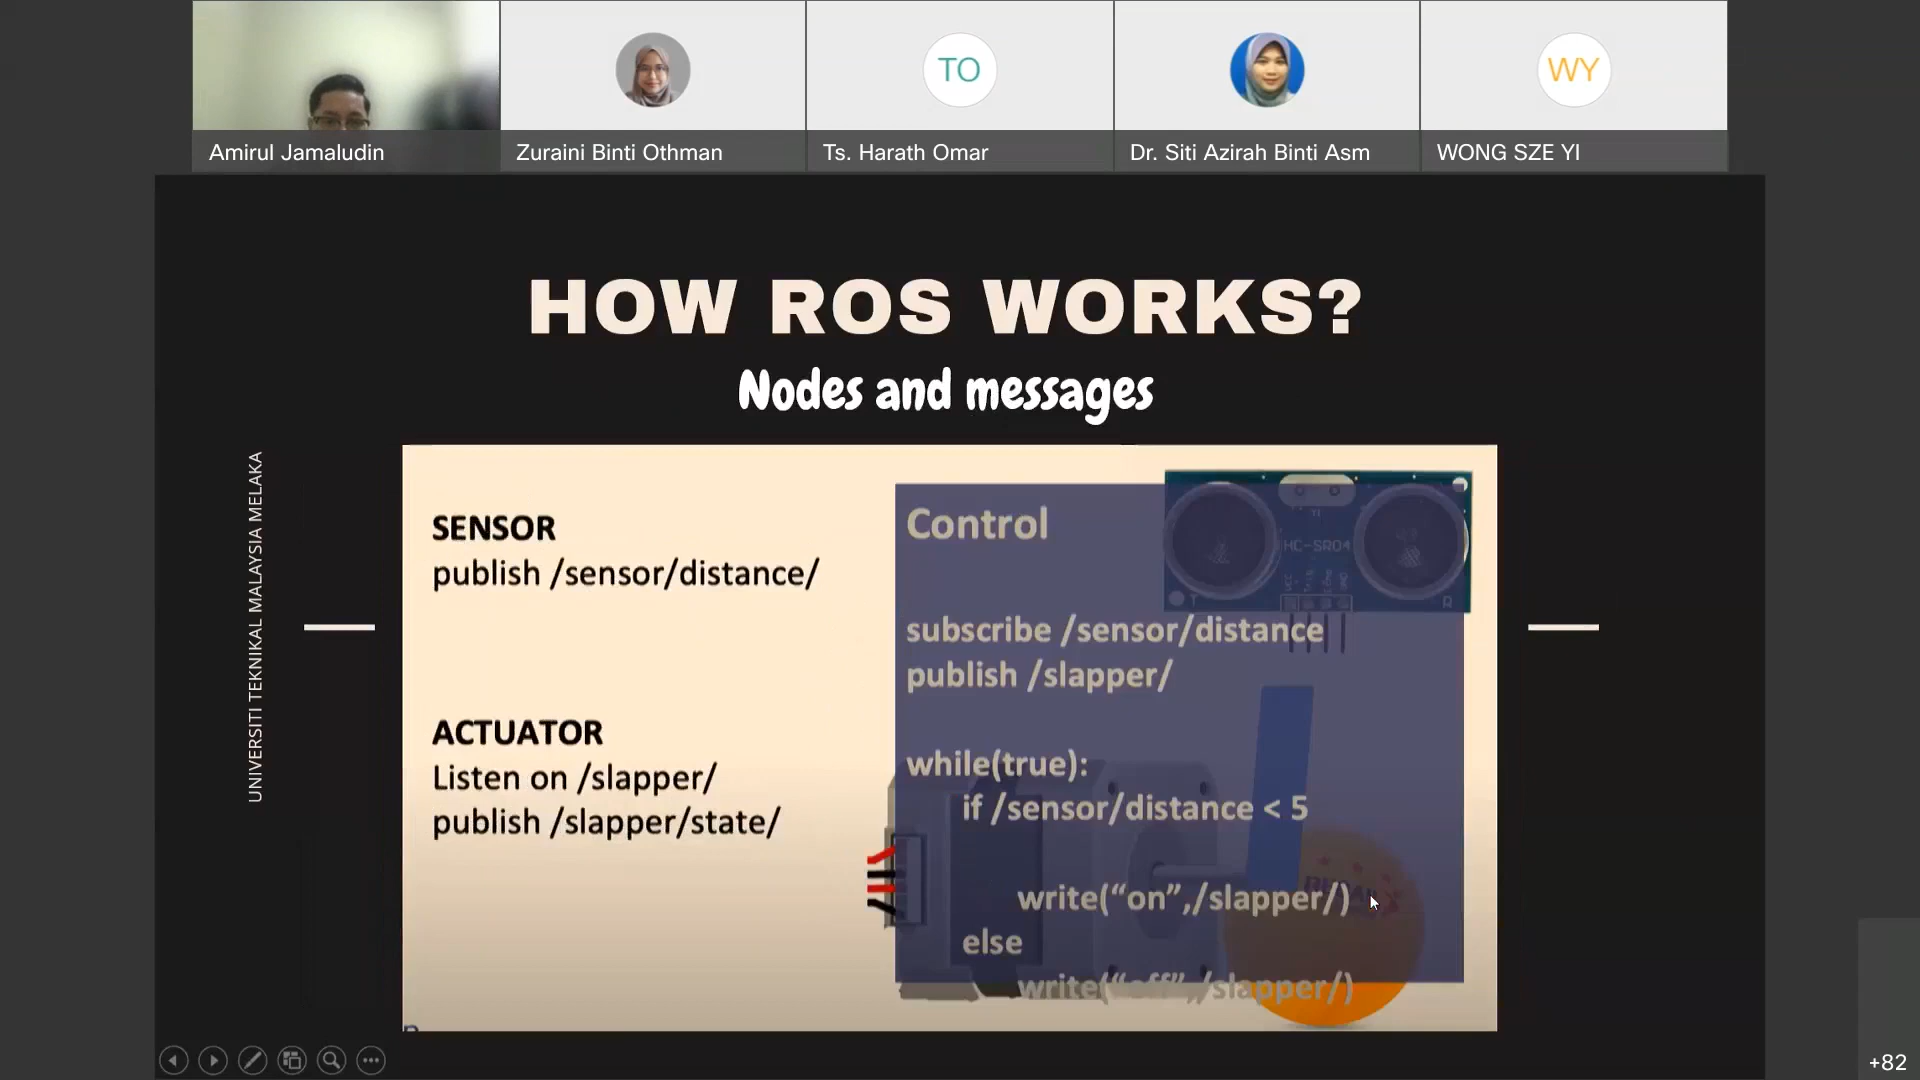 TO
WY
Amirul Jamaludin
Zuraini Binti Othman
Ts. Harath Omar
Dr. Siti Azirah Binti Asm
WONG SZE YI
HOW ROS WORKS?
Nodes and messages
UNIVERSITI TEKNIKAL MALAYSIA MELAKA
SENSOR
publish /sensor/distance/
ACTUATOR
Listen on /slapper/
publish /slapper/state/
Control
subscribe /sensor/distance
publish /slapper/
while(true):
if /sensor/distance < 5
write(“on”,/slapper/)
else
write(“off”,/slapper/)
HC-SR04
T
R
+82